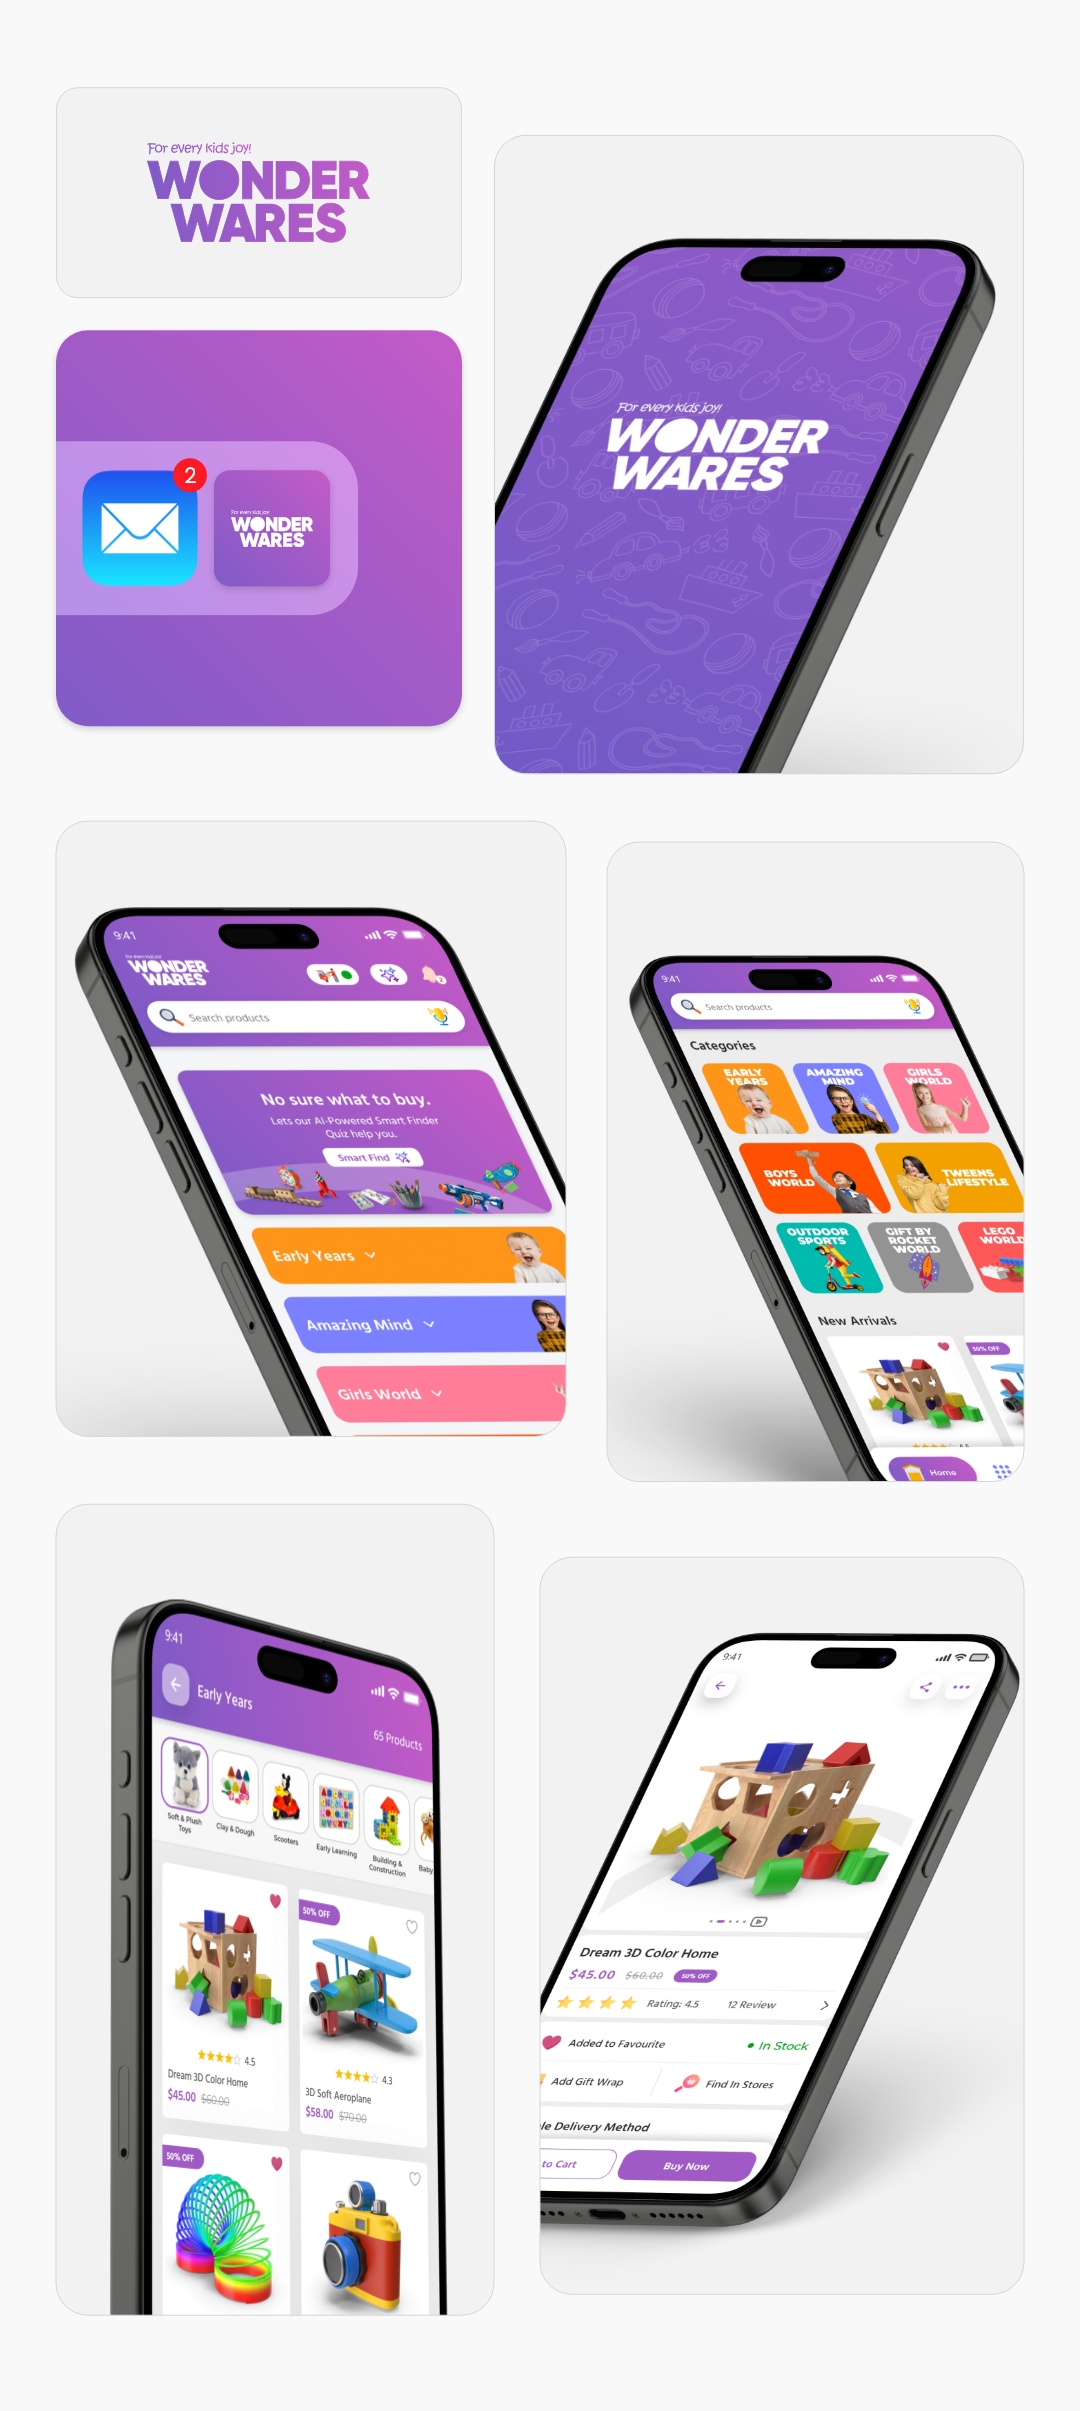 For every kids joy!
WONDER
WARES
2
For every kids joy
WONDER
WARES
For every kids joy!
WONDER
WARES
9:41
For every kids joy
WONDER
WARES
2
Search products
No sure what to buy.
Lets our AI-Powered Smart Finder
Quiz help you.
Smart Find
Early Years
Amazing Mind
Girls World
9:41
Search products
Categories
EARLY
YEARS
AMAZING
MIND
GIRLS
WORLD
BOYS
WORLD
TWEENS
LIFESTYLE
OUTDOOR
SPORTS
GIFT BY
ROCKET
WORLD
LEGO
WORLD
New Arrivals
50% OFF
4.5
Home
9:41
Early Years
65 Products
Soft & Plush
Toys
Clay & Dough
Scooters
Early Learning
Building &
Construction
Baby
50% OFF
4.5
Dream 3D Color Home
$45.00 $60.00
4.3
3D Soft Aeroplane
$58.00 $70.00
50% OFF
9:41
Dream 3D Color Home
$45.00 $60.00 50% OFF
Rating: 4.5 12 Review
Added to Favourite
In Stock
Add Gift Wrap
Find In Stores
le Delivery Method
to Cart
Buy Now